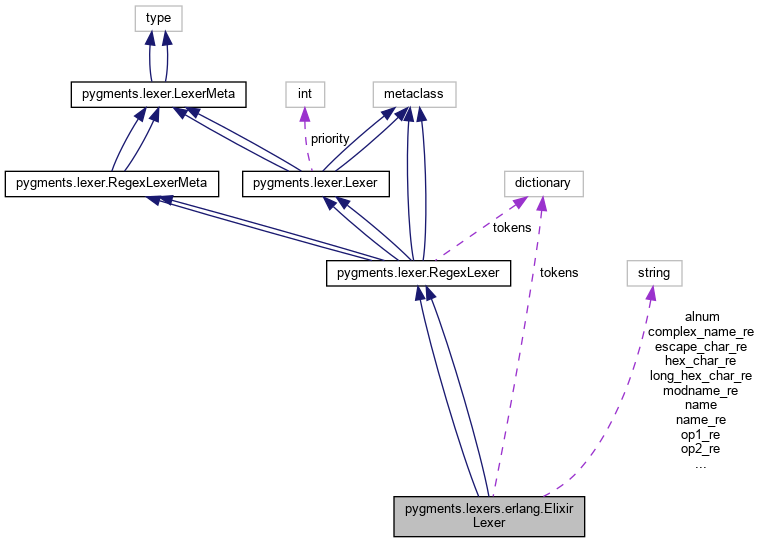 type
pygments.lexer.LexerMeta
int
metaclass
priority
pygments.lexer.RegexLexerMeta
pygments.lexer.Lexer
dictionary
tokens
pygments.lexer.RegexLexer
tokens
string
alnum
complex_name_re
escape_char_re
hex_char_re
long_hex_char_re
modname_re
name
name_re
op1_re
op2_re
...
pygments.lexers.erlang.Elixir
Lexer